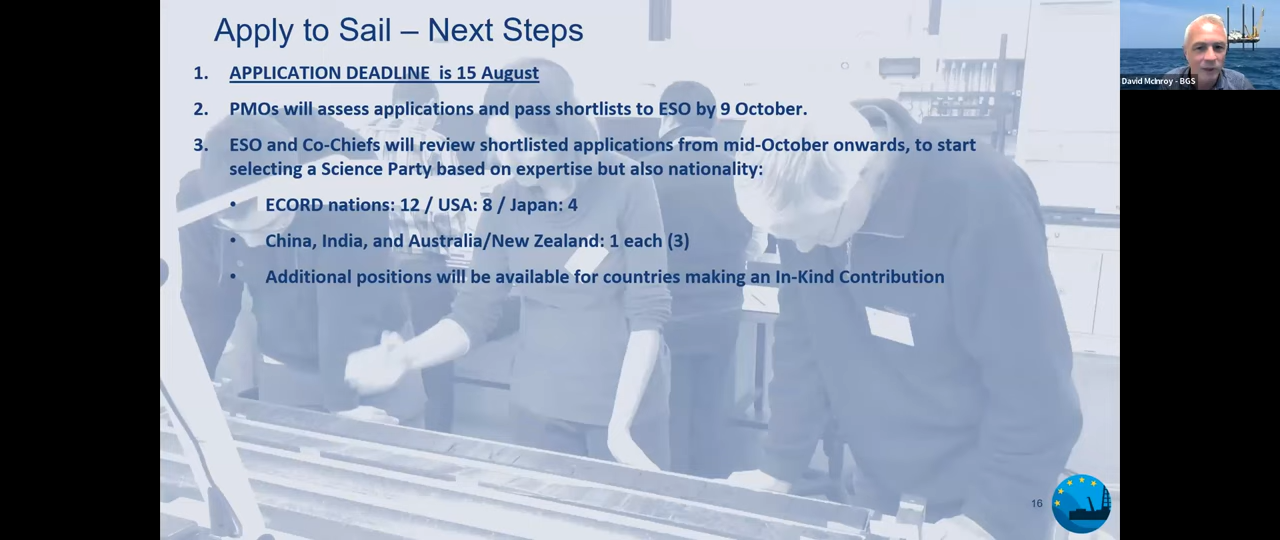 Apply to Sail – Next Steps
1. APPLICATION DEADLINE is 15 August
2. PMOs will assess applications and pass shortlists to ESO by 9 October.
3. ESO and Co-Chiefs will review shortlisted applications from mid-October onwards, to start
selecting a Science Party based on expertise but also nationality:
• ECORD nations: 12 / USA: 8 / Japan: 4
• China, India, and Australia/New Zealand: 1 each (3)
• Additional positions will be available for countries making an In-Kind Contribution
16
David McInroy - BGS